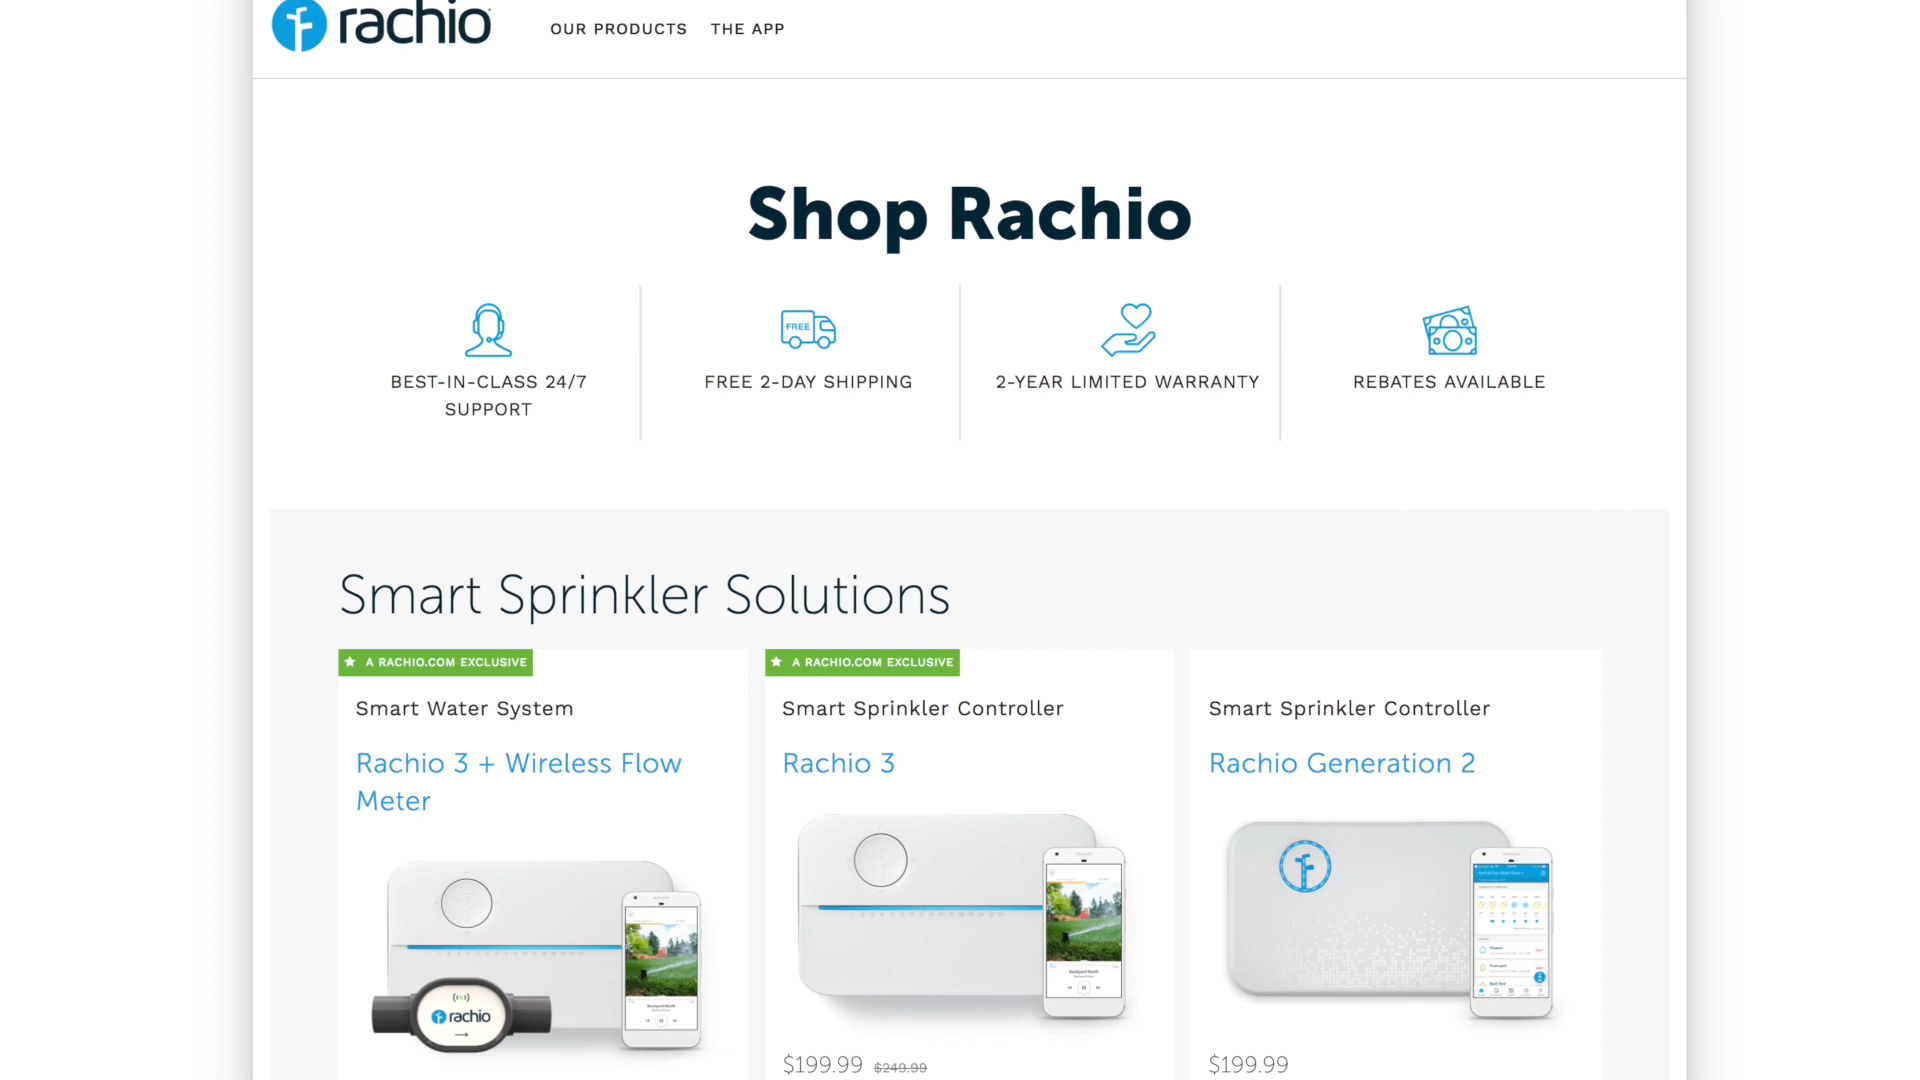 rachio
OUR PRODUCTS THE APP
Shop Rachio
FREE
BEST-IN-CLASS 24/7
SUPPORT
FREE 2-DAY SHIPPING
2-YEAR LIMITED WARRANTY
REBATES AVAILABLE
Smart Sprinkler Solutions
A RACHIO.COM EXCLUSIVE
Smart Water System
Rachio 3 + Wireless Flow
Meter
rachio
A RACHIO.COM EXCLUSIVE
Smart Sprinkler Controller
Rachio 3
$199.99 $249.99
Smart Sprinkler Controller
Rachio Generation 2
$199.99